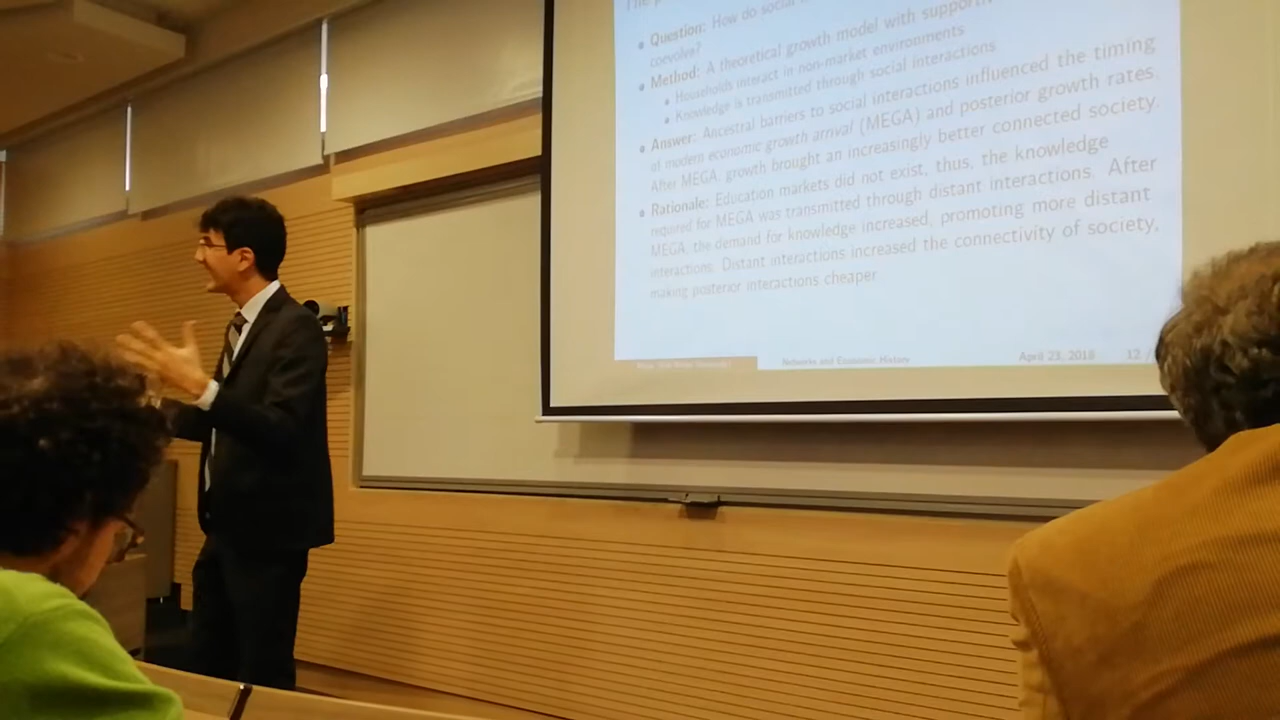 Question: How do social
coevolve?
Method: A theoretical growth model with supportive
Households interact in non-market environments
Knowledge is transmitted through social interactions
Answer: Ancestral barriers to social interactions influenced the timing
of modern economic growth arrival (MEGA) and posterior growth rates.
After MEGA, growth brought an increasingly better connected society.
Rationale: Education markets did not exist, thus, the knowledge
required for MEGA was transmitted through distant interactions. After
MEGA, the demand for knowledge increased, promoting more distant
interactions. Distant interactions increased the connectivity of society,
making posterior interactions cheaper
Networks and Economic History April 23, 2018 12 /